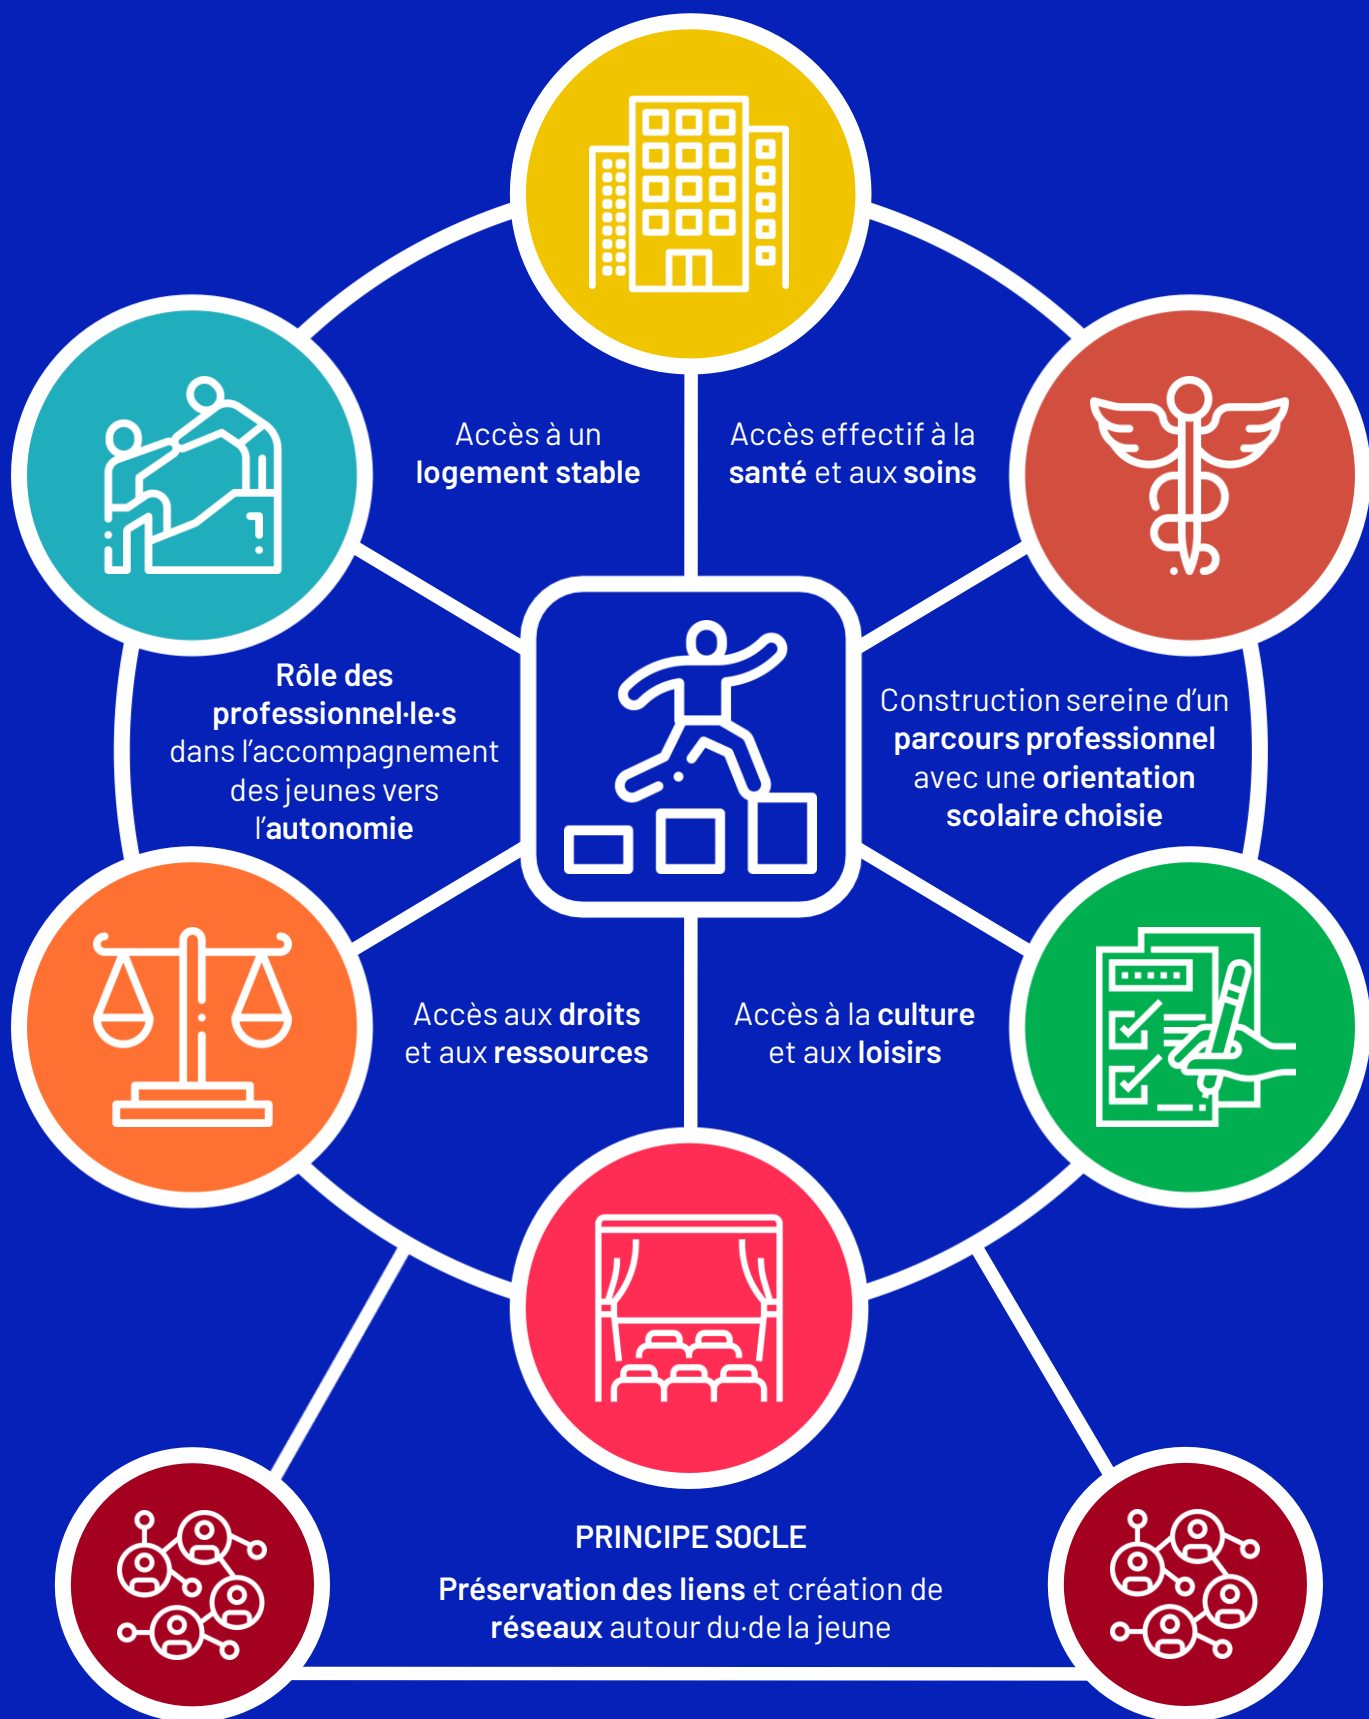 Accès à un
logement stable
Accès effectif à la
santé et aux soins
Rôle des
professionnel·le·s
dans l’accompagnement
des jeunes vers
l’autonomie
Construction sereine d’un
parcours professionnel
avec une orientation
scolaire choisie
Accès aux droits
et aux ressources
Accès à la culture
et aux loisirs
PRINCIPE SOCLE
Préservation des liens et création de
réseaux autour du·de la jeune